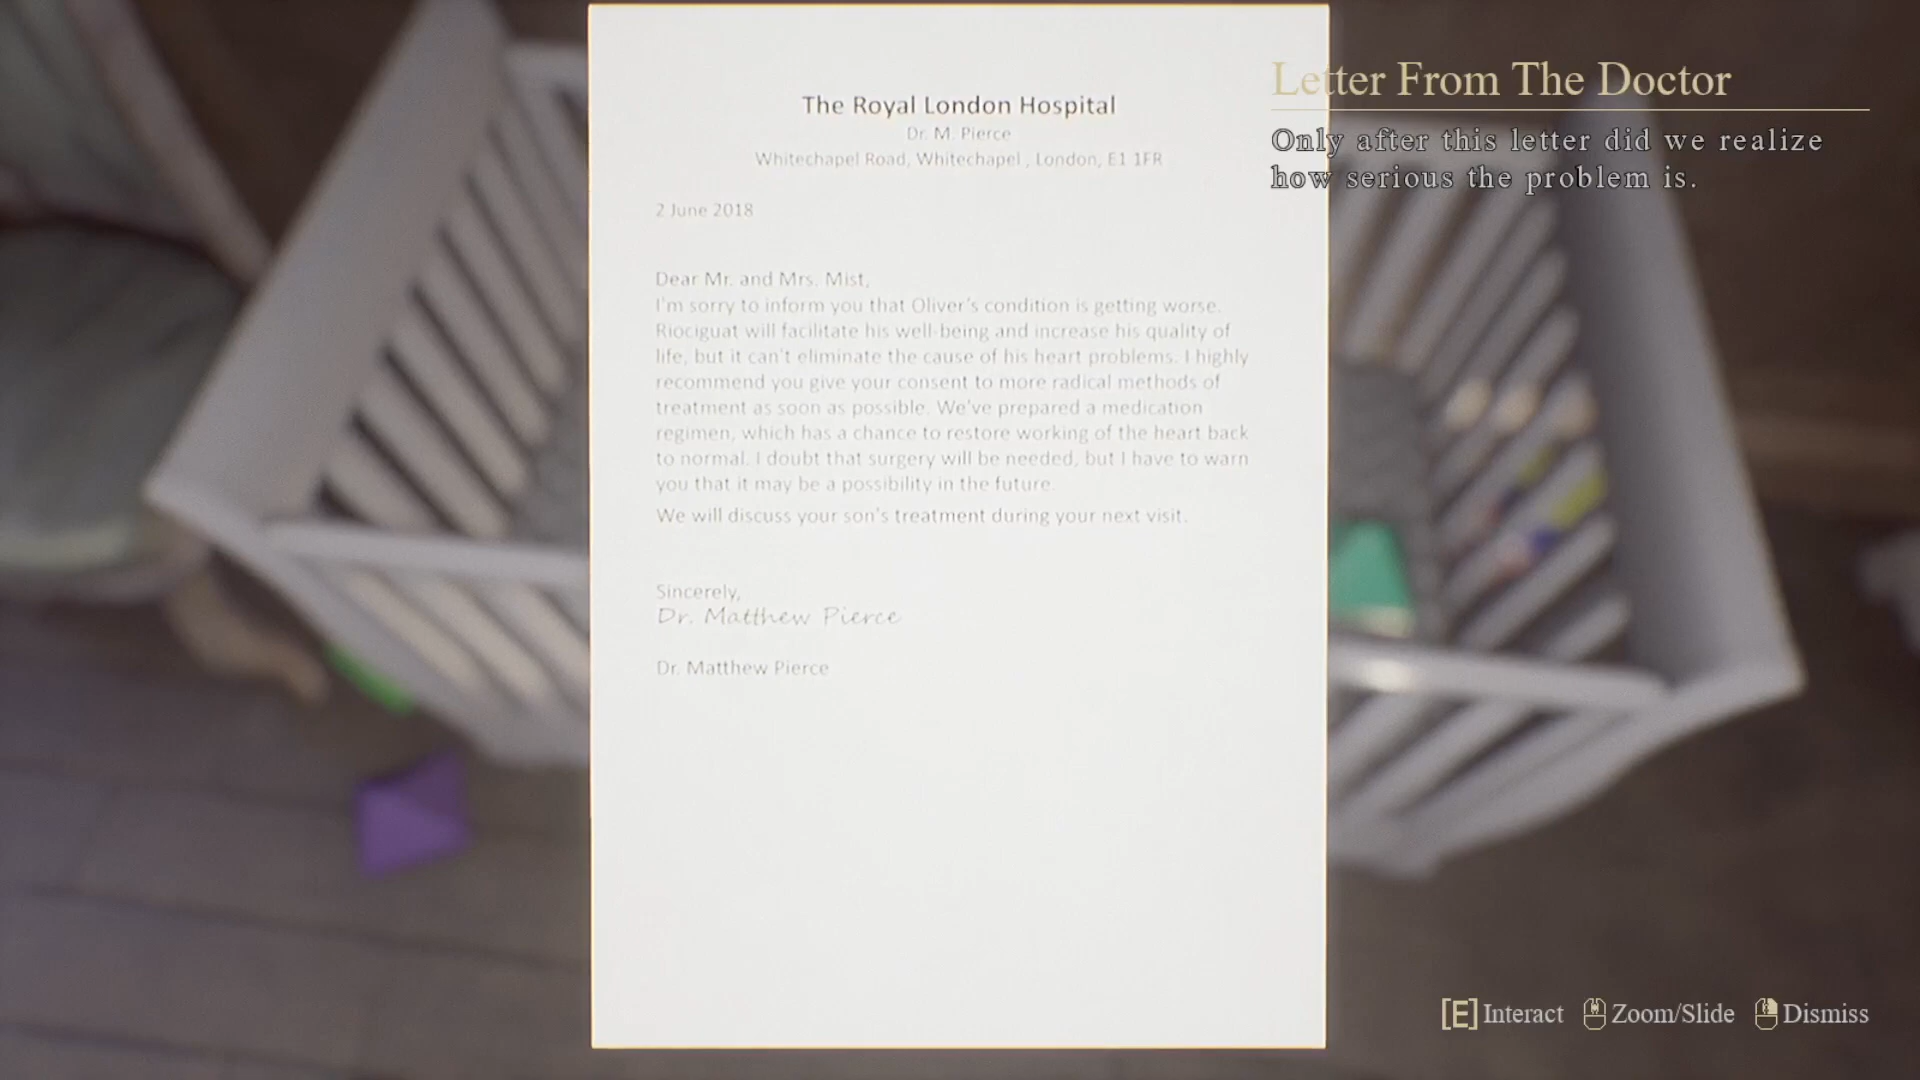 The Royal London Hospital
Dr. M. Pierce
Whitechapel Road, Whitechapel , London, E1 1FR
2 June 2018
Dear Mr. and Mrs. Mist,
I'm sorry to inform you that Oliver's condition is getting worse.
Riociguat will facilitate his well-being and increase his quality of
life, but it can't eliminate the cause of his heart problems. I highly
recommend you give your consent to more radical methods of
treatment as soon as possible. We've prepared a medication
regimen, which has a chance to restore working of the heart back
to normal. I doubt that surgery will be needed, but I have to warn
you that it may be a possibility in the future.
We will discuss your son's treatment during your next visit.
Sincerely,
Dr. Matthew Pierce
Dr. Matthew Pierce
Letter From The Doctor
Only after this letter did we realize
how serious the problem is.
[E] Interact Zoom/Slide Dismiss